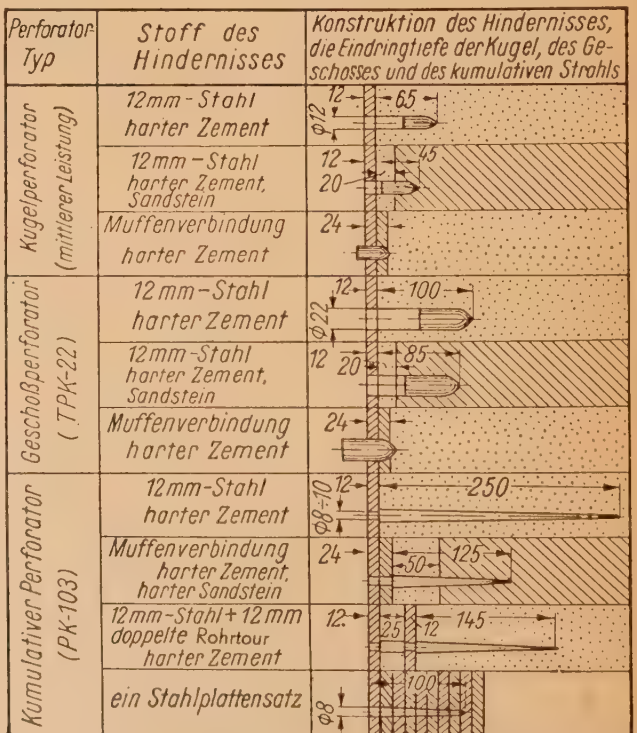 Perforator-
Typ
Stoff des
Hindernisses
Konstruktion des Hindernisses,
die Eindringtiefe der Kugel, des Ge-
schosses und des kumulativen Strahls
Kugelperforator
(mittlerer Leistung)
12mm-Stahl
harter Zement
12
65
φ12
12mm-Stahl
harter Zement,
Sandstein
12
45
20
Muffenverbindung
harter Zement
24
Geschoßperforator
(TPK-22)
12mm-Stahl
harter Zement
12
100
φ22
12mm-Stahl
harter Zement,
Sandstein
12
20
85
Muffenverbindung
harter Zement
24
Kumulativer Perforator
(PK-103)
12mm-Stahl
harter Zement
12
250
φ8÷10
Muffenverbindung
harter Zement,
harter Sandstein
24
50
125
12mm-Stahl+12mm
doppelte Rohrtour
harter Zement
12
25
12
145
ein Stahlplattensatz
100
φ8